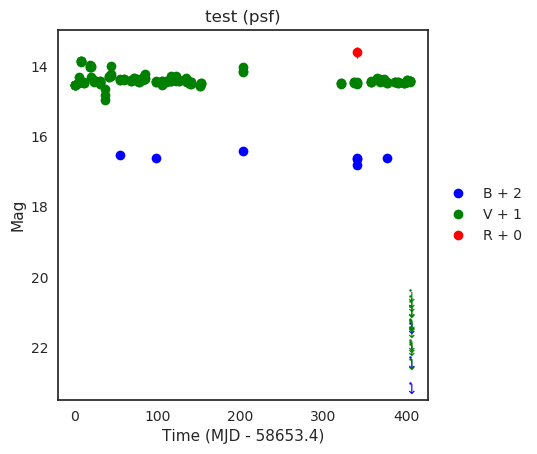 test (psf)
14
16
18
20
22
Mag
0
100
200
300
400
Time (MJD - 58653.4)
B + 2
V + 1
R + 0